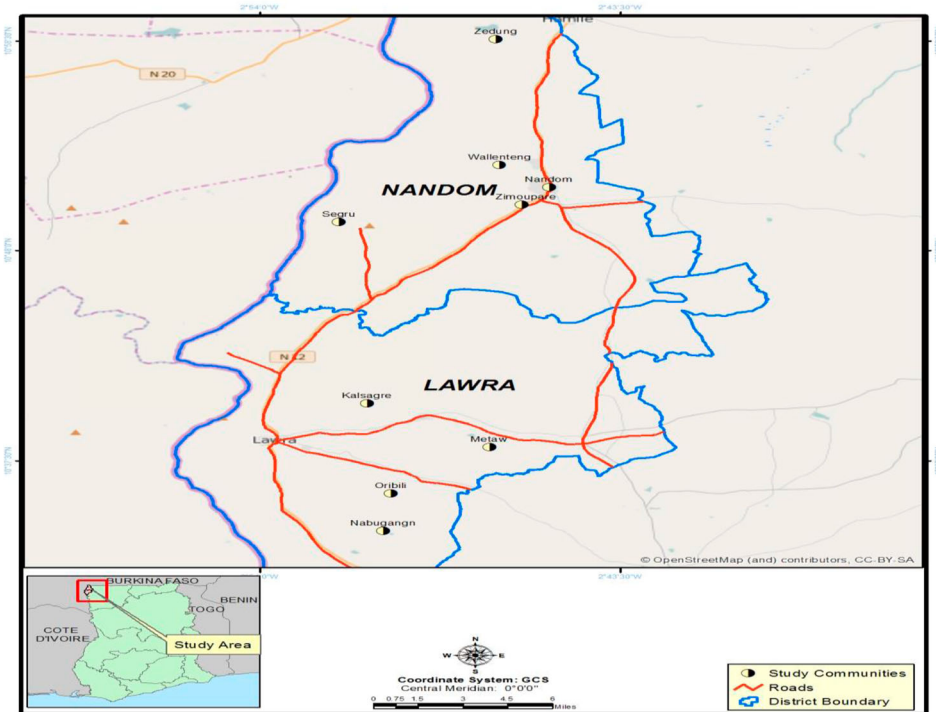 2°54'0"W 2°43'30"W
Hamile
Zedung
N 20
Wallenteng
Nandom
NANDOM
Zimoupare
Segru
N 12
LAWRA
Kalsagre
Lawra
Metaw
Oribili
Nabugangn
© OpenStreetMap (and) contributors, CC-BY-SA
2°43'30"W
BURKINA FASO
BENIN
TOGO
COTE
D'IVOIRE
Study Area
N
W E
S
Coordinate System: GCS
Central Meridian: 0°0'0"
0 0.75 1.5 3 4.5 6
Miles
Study Communities
Roads
District Boundary